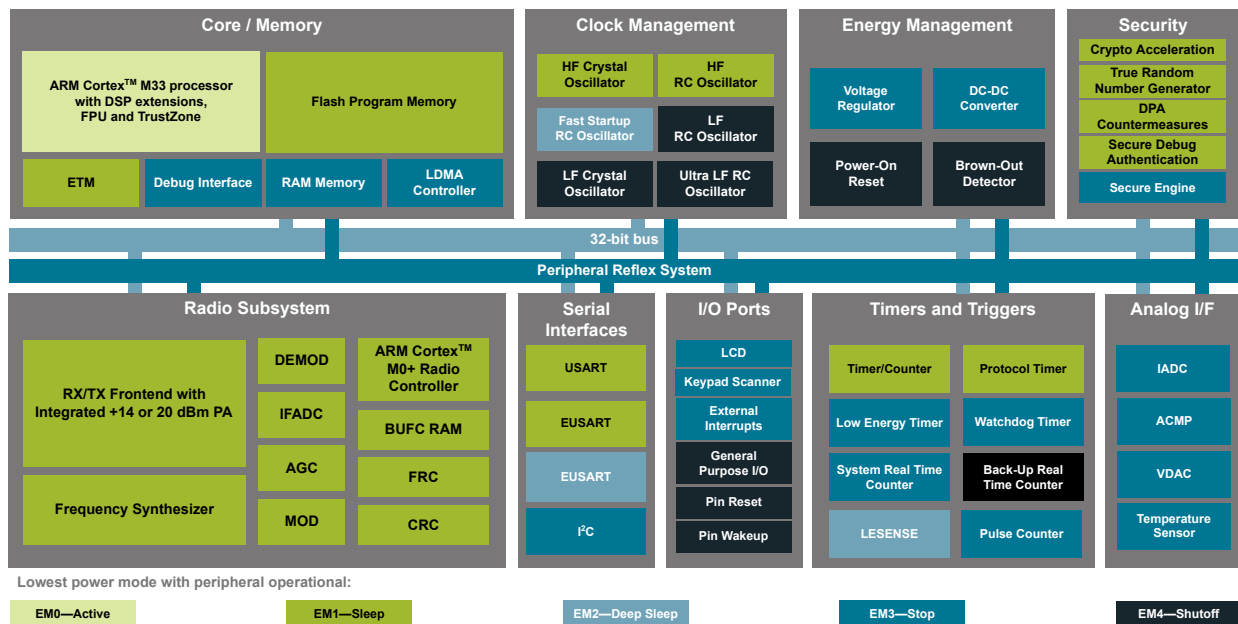 Core / Memory
ARM Cortex™ M33 processor
with DSP extensions,
FPU and TrustZone
Flash Program Memory
ETM
Debug Interface
RAM Memory
LDMA
Controller
Clock Management
HF Crystal
Oscillator
HF
RC Oscillator
Fast Startup
RC Oscillator
LF
RC Oscillator
LF Crystal
Oscillator
Ultra LF RC
Oscillator
Energy Management
Voltage
Regulator
DC-DC
Converter
Power-On
Reset
Brown-Out
Detector
Security
Crypto Acceleration
True Random
Number Generator
DPA
Countermeasures
Secure Debug
Authentication
Secure Engine
32-bit bus
Peripheral Reflex System
Radio Subsystem
RX/TX Frontend with
Integrated +14 or 20 dBm PA
Frequency Synthesizer
DEMOD
IFADC
AGC
MOD
ARM Cortex™
M0+ Radio
Controller
BUFC RAM
FRC
CRC
Serial
Interfaces
USART
EUSART
EUSART
I²C
I/O Ports
LCD
Keypad Scanner
External
Interrupts
General
Purpose I/O
Pin Reset
Pin Wakeup
Timers and Triggers
Timer/Counter
Protocol Timer
Low Energy Timer
Watchdog Timer
System Real Time
Counter
Back-Up Real
Time Counter
LESENSE
Pulse Counter
Analog I/F
IADC
ACMP
VDAC
Temperature
Sensor
Lowest power mode with peripheral operational:
EM0—Active
EM1—Sleep
EM2—Deep Sleep
EM3—Stop
EM4—Shutoff